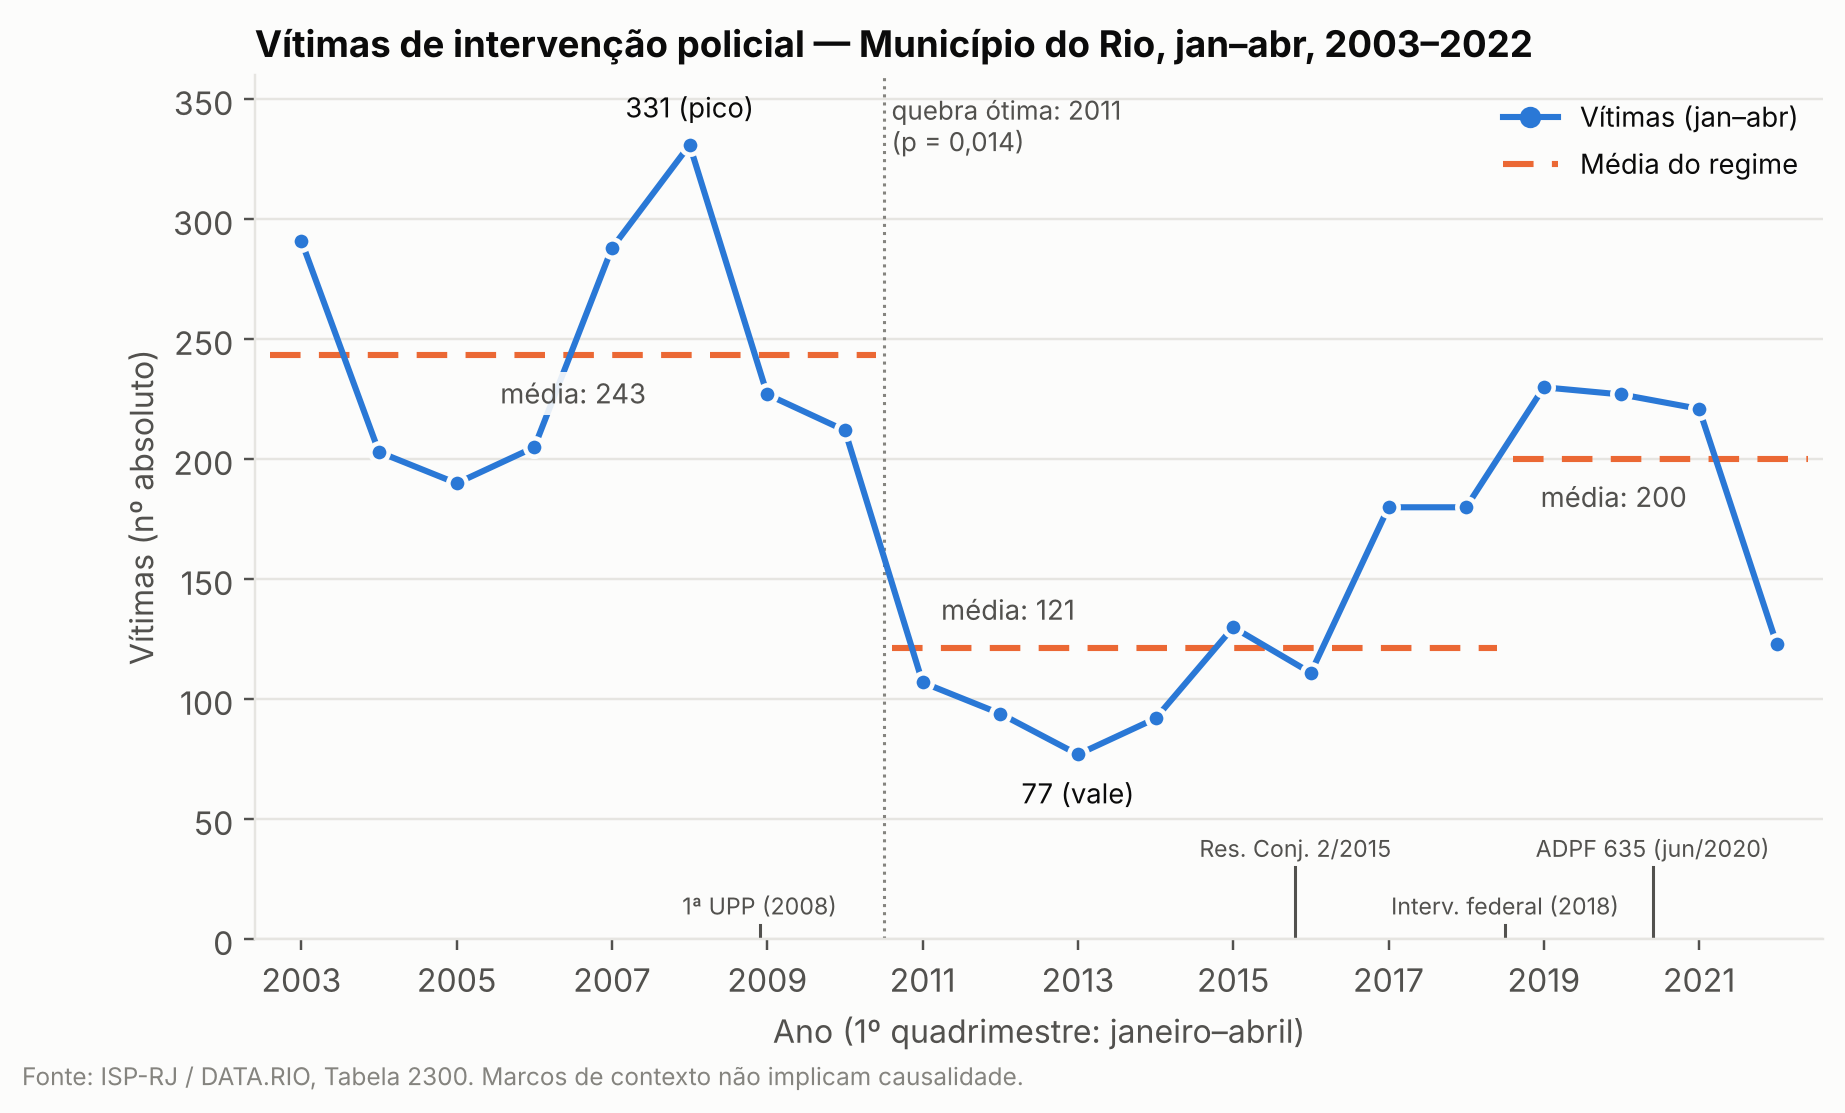 Vítimas de intervenção policial — Município do Rio, jan–abr, 2003–2022
350
300
250
200
150
100
50
0
Vítimas (nº absoluto)
331 (pico)
quebra ótima: 2011
(p = 0,014)
Vítimas (jan–abr)
Média do regime
média: 243
média: 200
média: 121
77 (vale)
Res. Conj. 2/2015
ADPF 635 (jun/2020)
1ª UPP (2008)
Interv. federal (2018)
2003
2005
2007
2009
2011
2013
2015
2017
2019
2021
Ano (1º quadrimestre: janeiro–abril)
Fonte: ISP-RJ / DATA.RIO, Tabela 2300. Marcos de contexto não implicam causalidade.